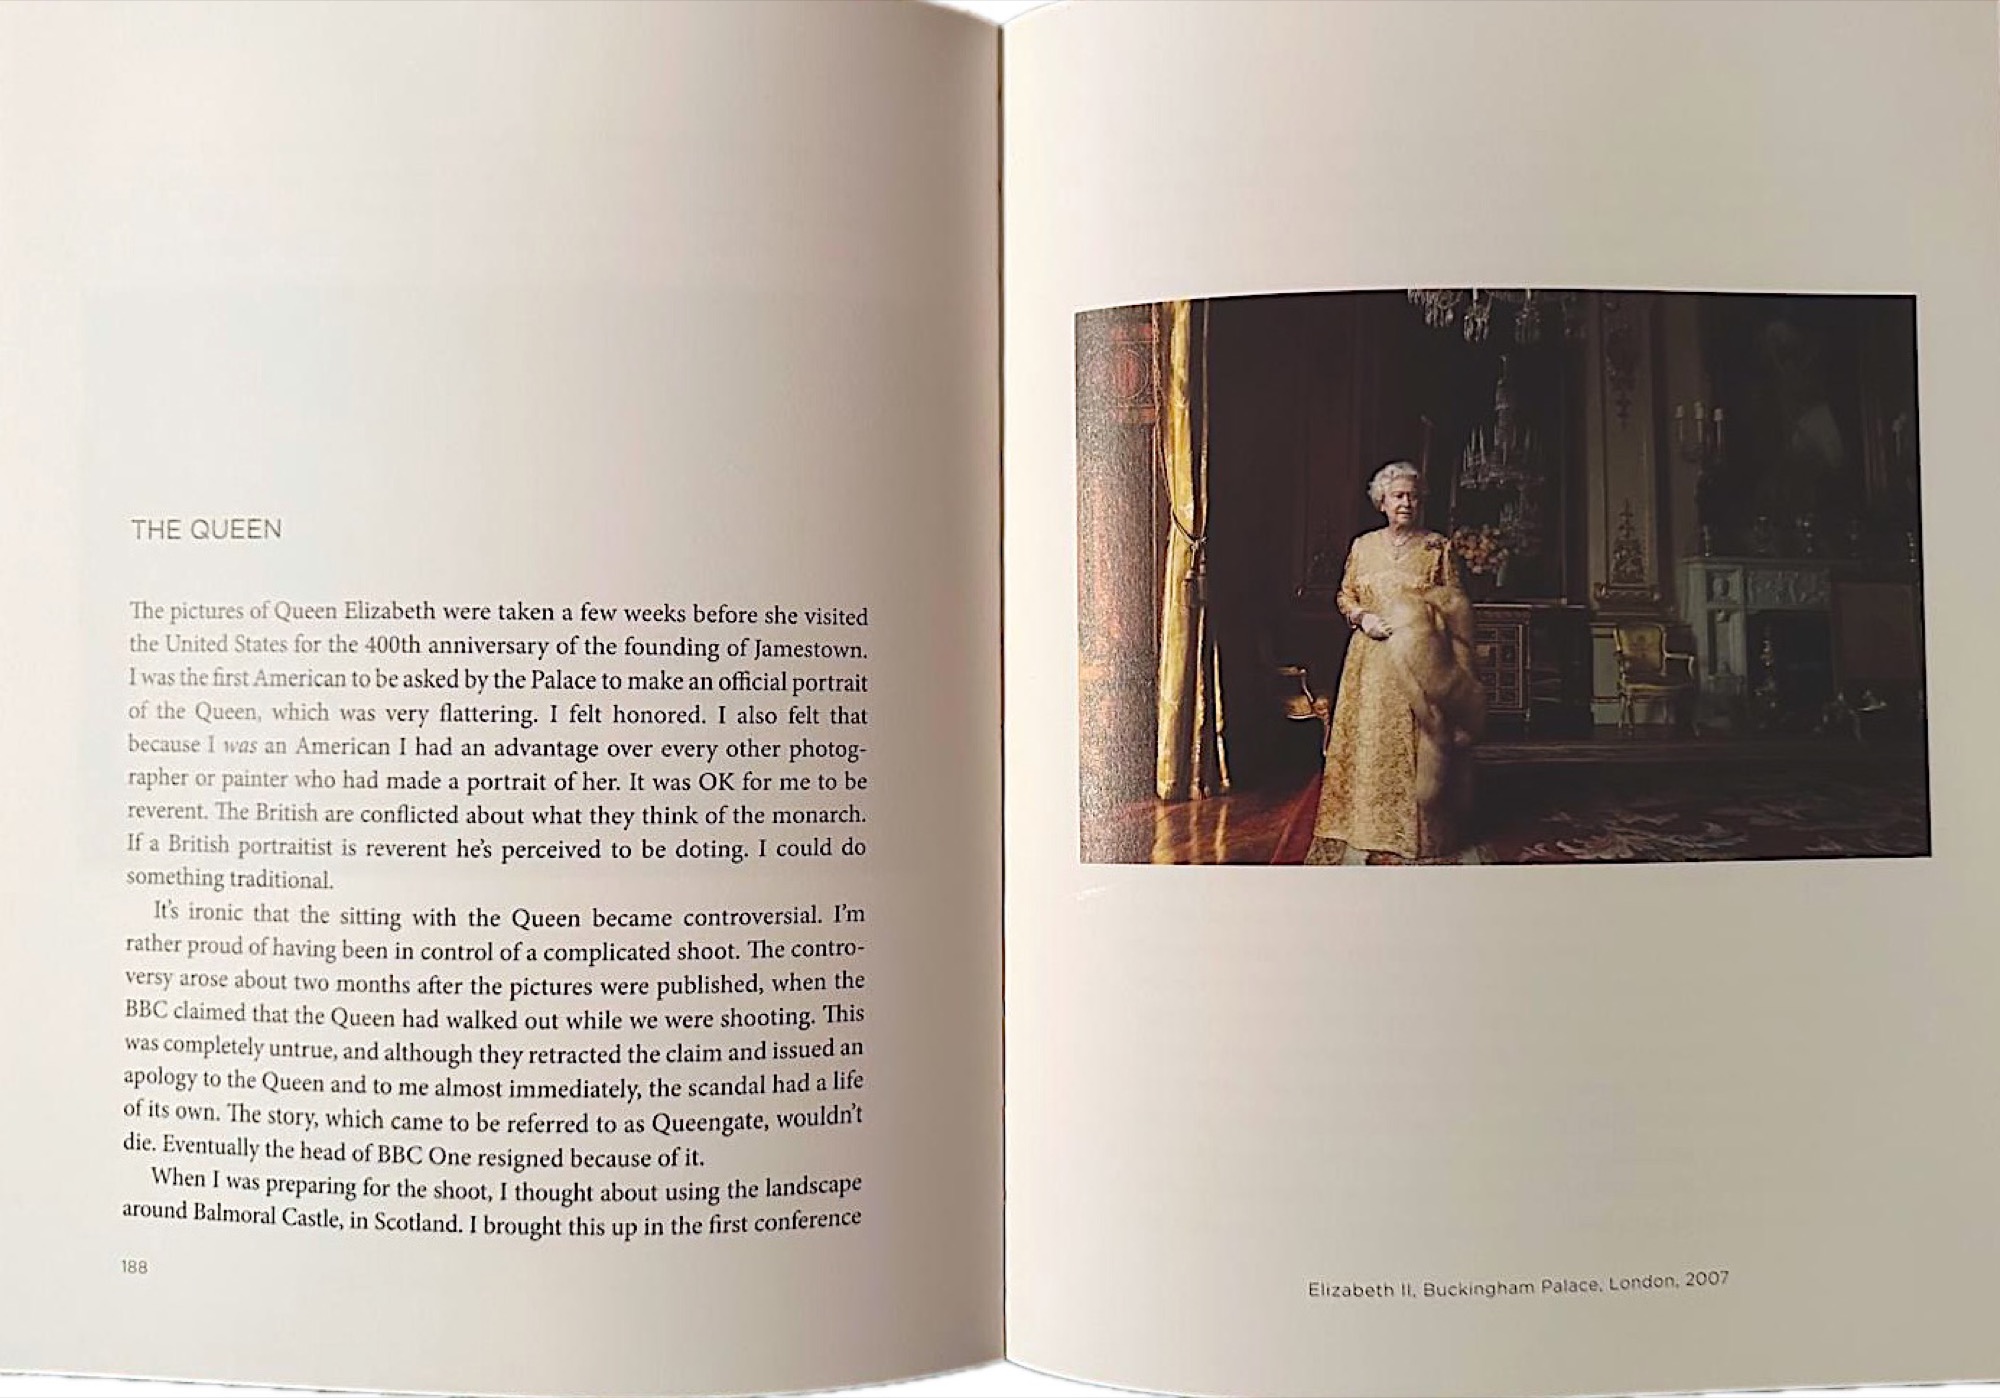 THE QUEEN
The pictures of Queen Elizabeth were taken a few weeks before she visited
the United States for the 400th anniversary of the founding of Jamestown.
I was the first American to be asked by the Palace to make an official portrait
of the Queen, which was very flattering. I felt honored. I also felt that
because I was an American I had an advantage over every other photog-
rapher or painter who had made a portrait of her. It was OK for me to be
reverent. The British are conflicted about what they think of the monarch.
If a British portraitist is reverent he's perceived to be doting. I could do
something traditional.
It's ironic that the sitting with the Queen became controversial. I'm
rather proud of having been in control of a complicated shoot. The contro-
versy arose about two months after the pictures were published, when the
BBC claimed that the Queen had walked out while we were shooting. This
was completely untrue, and although they retracted the claim and issued an
apology to the Queen and to me almost immediately, the scandal had a life
of its own. The story, which came to be referred to as Queengate, wouldn't
die. Eventually the head of BBC One resigned because of it.
When I was preparing for the shoot, I thought about using the landscape
around Balmoral Castle, in Scotland. I brought this up in the first conference
188
Elizabeth II, Buckingham Palace, London, 2007